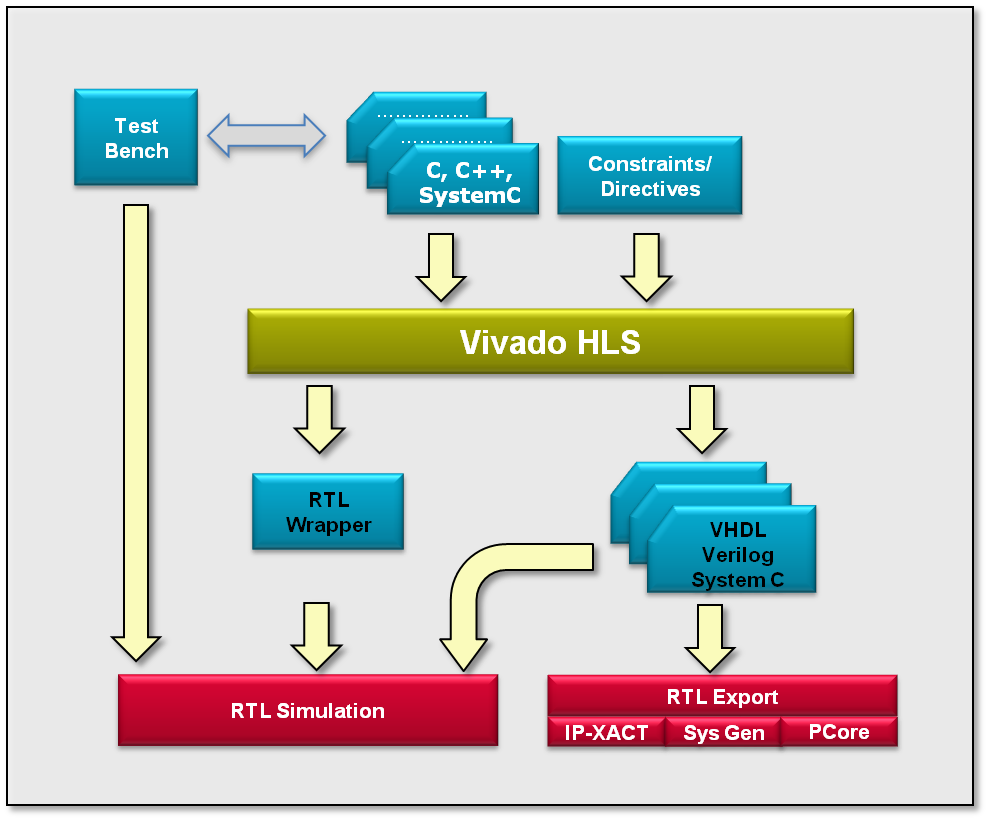 Test
Bench
...............
...............
C, C++,
SystemC
Constraints/
Directives
Vivado HLS
RTL
Wrapper
VHDL
Verilog
System C
RTL Simulation
RTL Export
IP-XACT
Sys Gen
PCore